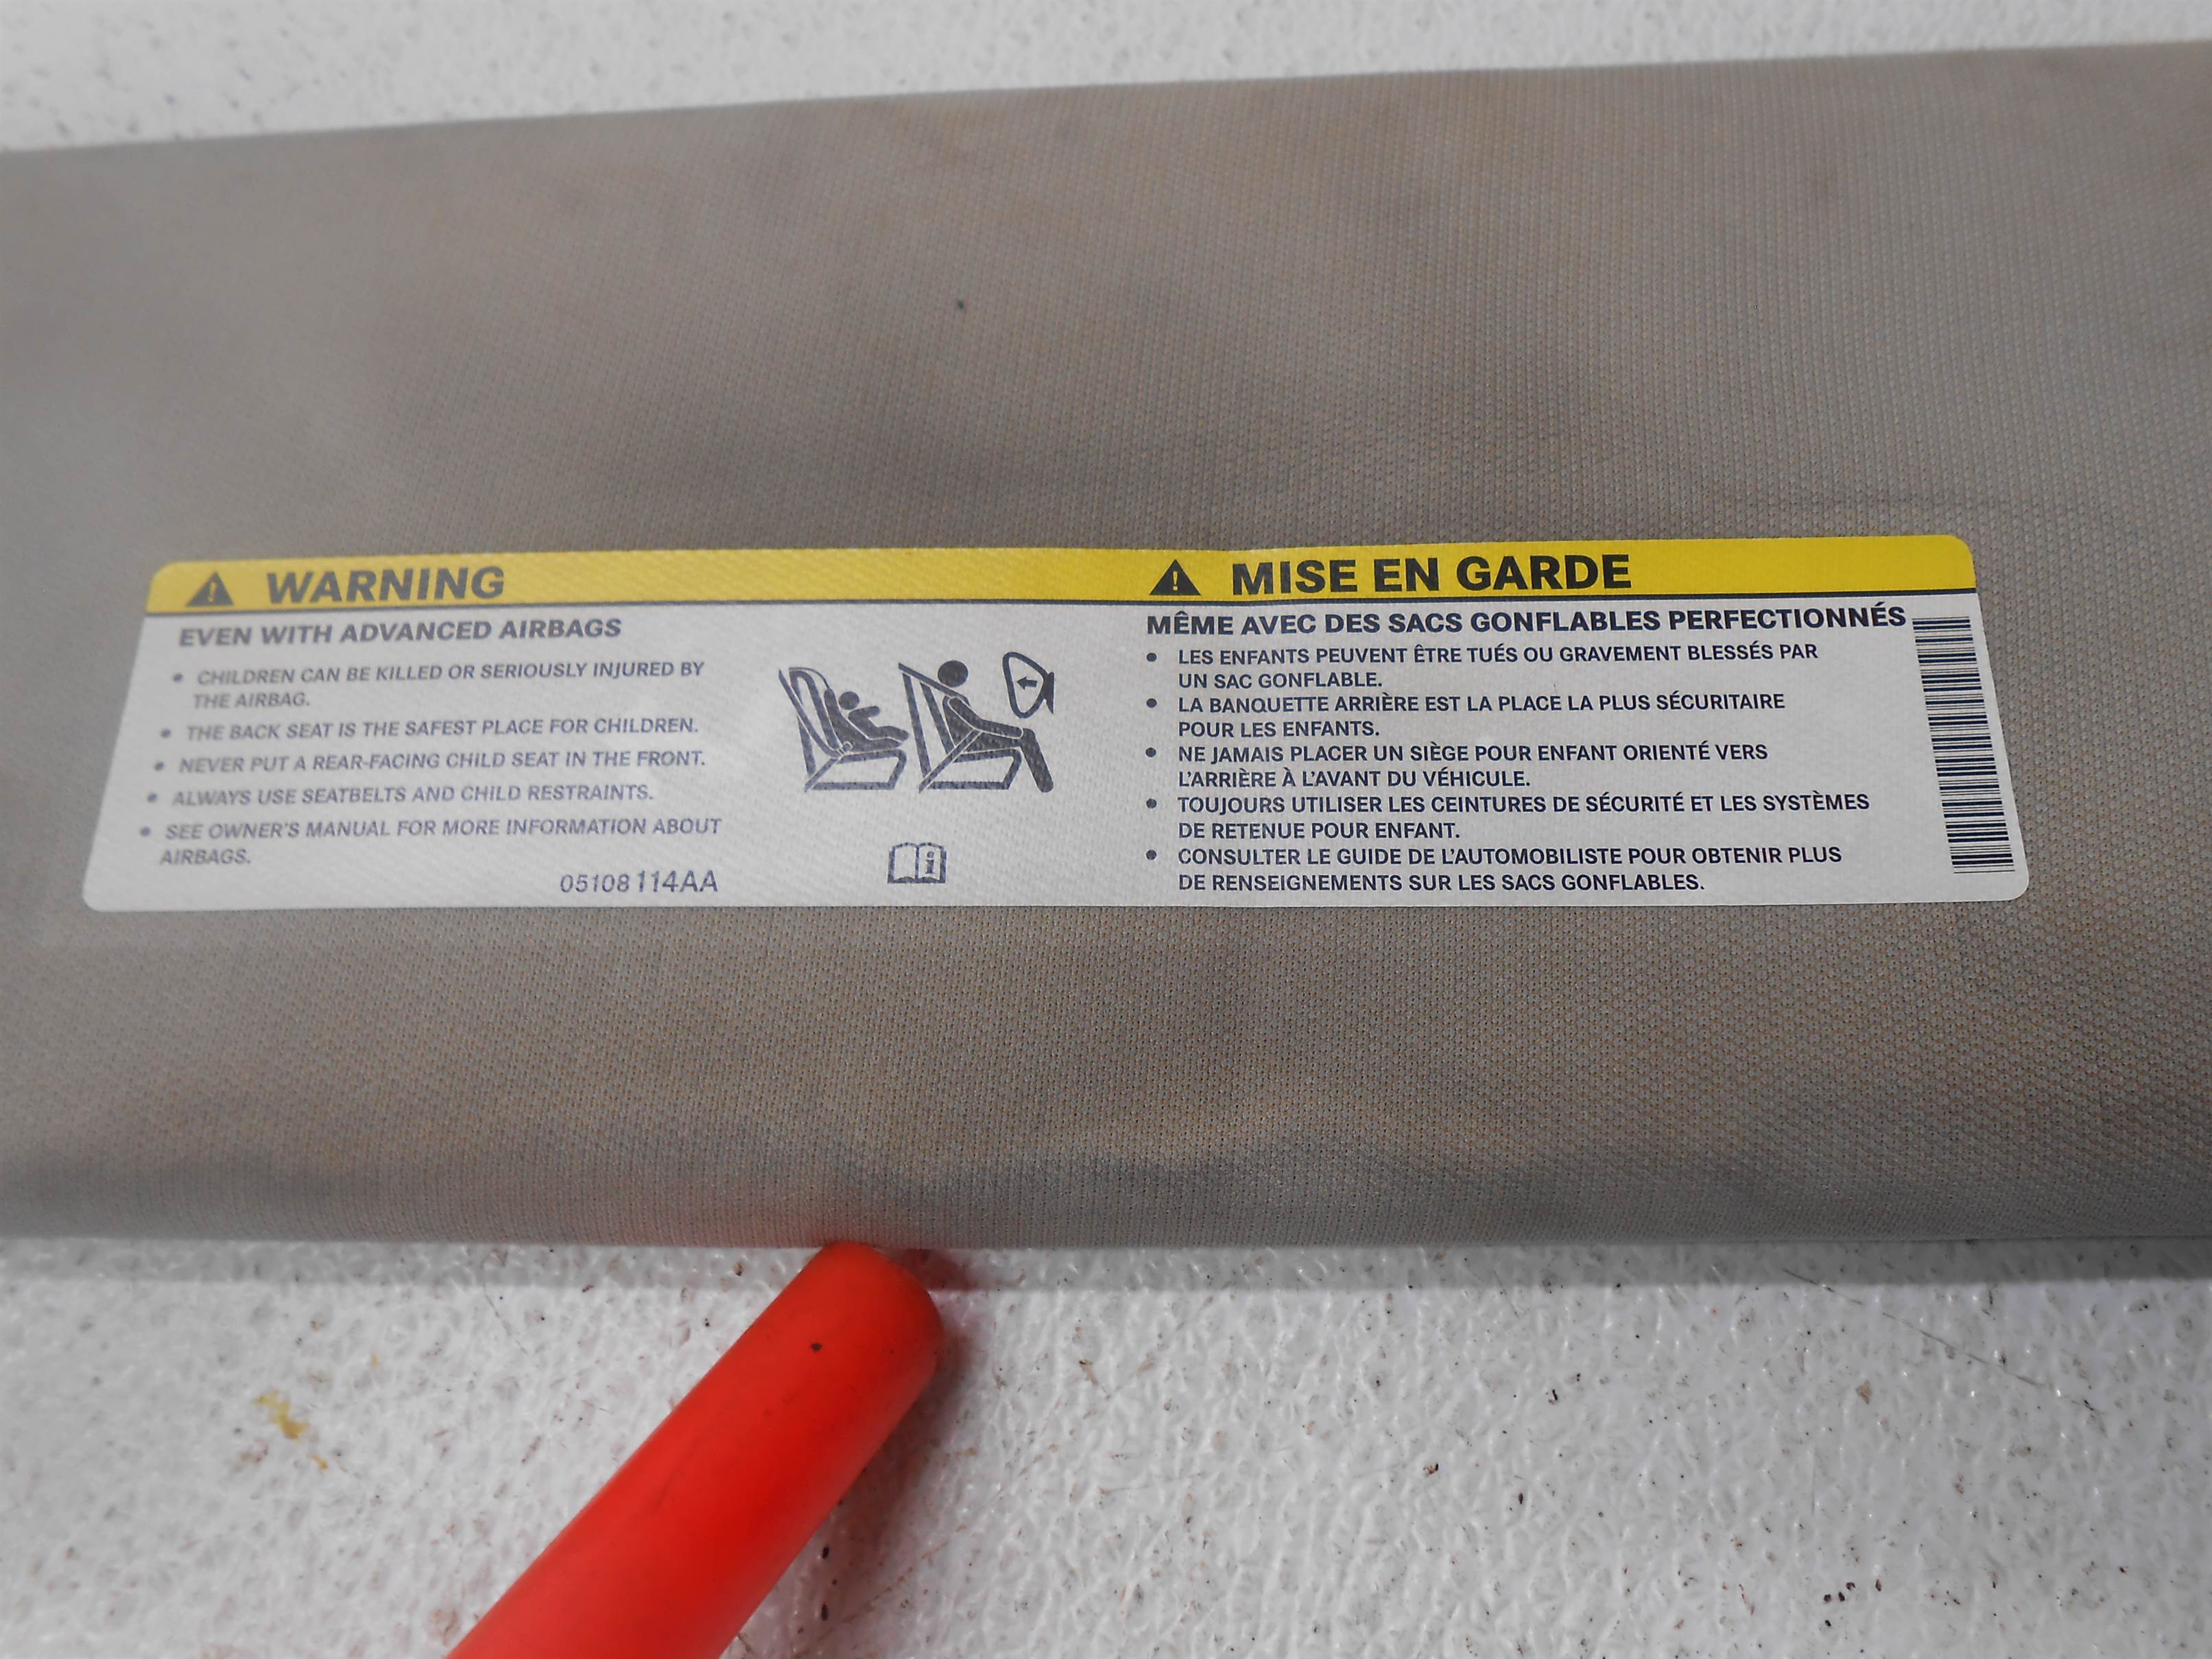 WARNING
EVEN WITH ADVANCED AIRBAGS
• CHILDREN CAN BE KILLED OR SERIOUSLY INJURED BY
THE AIRBAG.
• THE BACK SEAT IS THE SAFEST PLACE FOR CHILDREN.
• NEVER PUT A REAR-FACING CHILD SEAT IN THE FRONT.
• ALWAYS USE SEATBELTS AND CHILD RESTRAINTS.
• SEE OWNER'S MANUAL FOR MORE INFORMATION ABOUT
AIRBAGS.
05108114AA
MISE EN GARDE
MÊME AVEC DES SACS GONFLABLES PERFECTIONNÉS
• LES ENFANTS PEUVENT ÊTRE TUÉS OU GRAVEMENT BLESSÉS PAR
UN SAC GONFLABLE.
• LA BANQUETTE ARRIÈRE EST LA PLACE LA PLUS SÉCURITAIRE
POUR LES ENFANTS.
• NE JAMAIS PLACER UN SIÈGE POUR ENFANT ORIENTÉ VERS
L'ARRIÈRE À L'AVANT DU VÉHICULE.
• TOUJOURS UTILISER LES CEINTURES DE SÉCURITÉ ET LES SYSTÈMES
DE RETENUE POUR ENFANT.
• CONSULTER LE GUIDE DE L'AUTOMOBILISTE POUR OBTENIR PLUS
DE RENSEIGNEMENTS SUR LES SACS GONFLABLES.